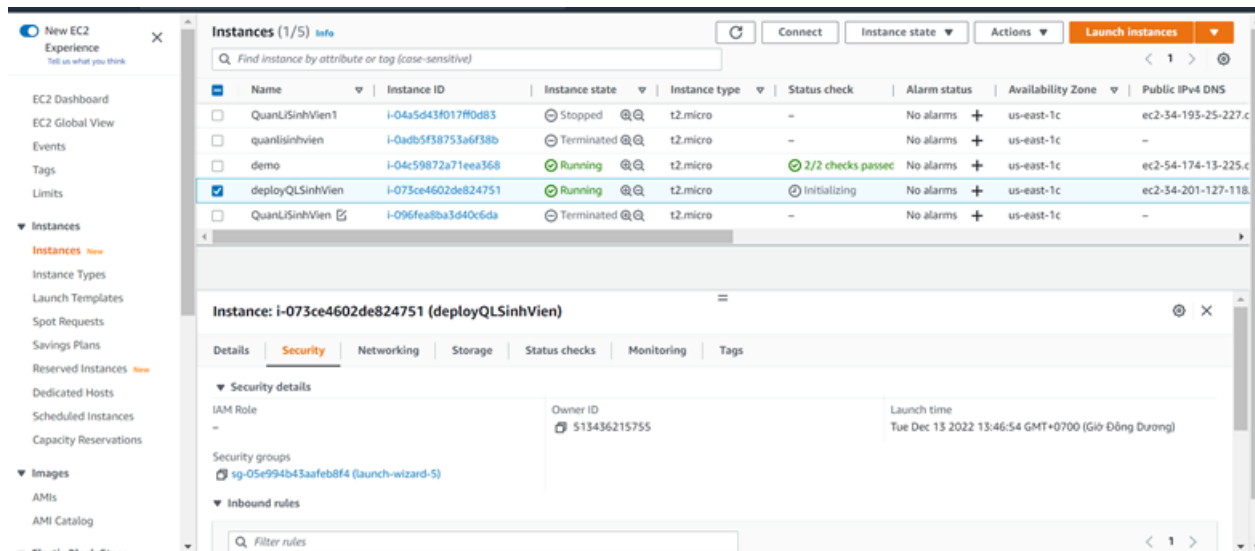 New EC2
Experience
Tell us what you think
EC2 Dashboard
EC2 Global View
Events
Tags
Limits
Instances
Instances New
Instance Types
Launch Templates
Spot Requests
Savings Plans
Reserved Instances New
Dedicated Hosts
Scheduled Instances
Capacity Reservations
Images
AMIs
AMI Catalog
Instances (1/5) Info
Connect
Instance state
Actions
Launch instances
Find instance by attribute or tag (case-sensitive)
1
Name Instance ID Instance state Instance type Status check Alarm status Availability Zone Public IPv4 DNS
QuanLiSinhVien1 i-04a5d43f017ff0d83 Stopped t2.micro – No alarms + us-east-1c ec2-34-193-25-227.c
quanlisinhvien i-0adb5f38753a6f38b Terminated t2.micro – No alarms + us-east-1c –
demo i-04c59872a71eea368 Running t2.micro 2/2 checks passec No alarms + us-east-1c ec2-54-174-13-225.c
deployQLSinhVien i-073ce4602de824751 Running t2.micro Initializing No alarms + us-east-1c ec2-34-201-127-118.
QuanLiSinhVien i-096fea8ba3d40c6da Terminated t2.micro – No alarms + us-east-1c –
Instance: i-073ce4602de824751 (deployQLSinhVien)
Details Security Networking Storage Status checks Monitoring Tags
Security details
IAM Role Owner ID Launch time
– 513436215755 Tue Dec 13 2022 13:46:54 GMT+0700 (Giờ Đông Dương)
Security groups
sg-05e994b43aafeb8f4 (launch-wizard-5)
Inbound rules
Filter rules
1